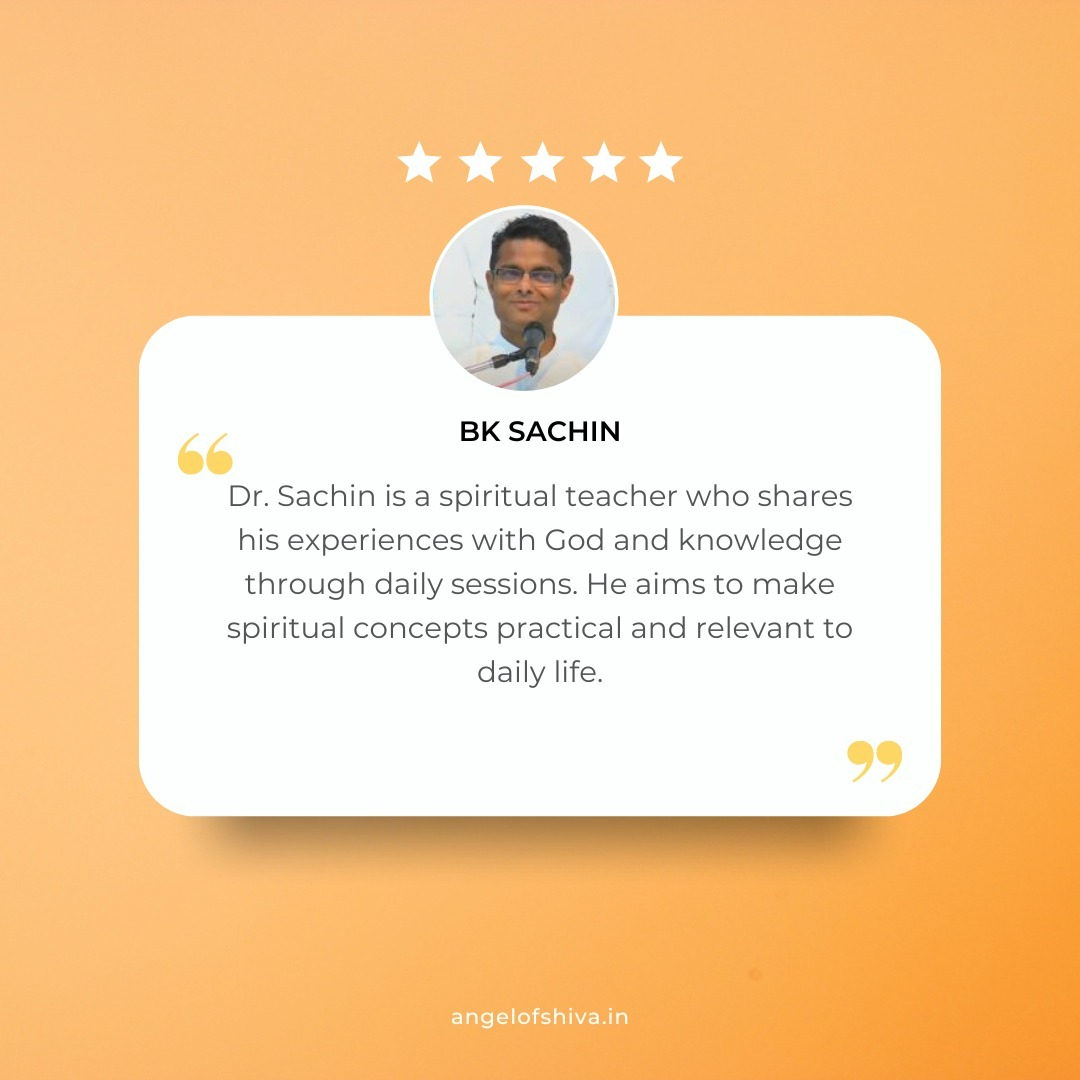 BK SACHIN
Dr. Sachin is a spiritual teacher who shares
his experiences with God and knowledge
through daily sessions. He aims to make
spiritual concepts practical and relevant to
daily life.
angelofshiva.in